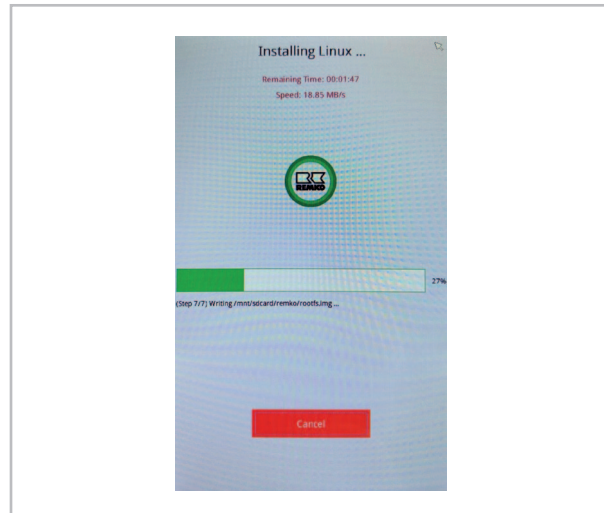 Installing Linux ...
Remaining Time: 00:01:47
Speed: 18.85 MB/s
REMKO
27%
(Step 7/7) Writing /mnt/sdcard/remko/rootfs.img ...
Cancel